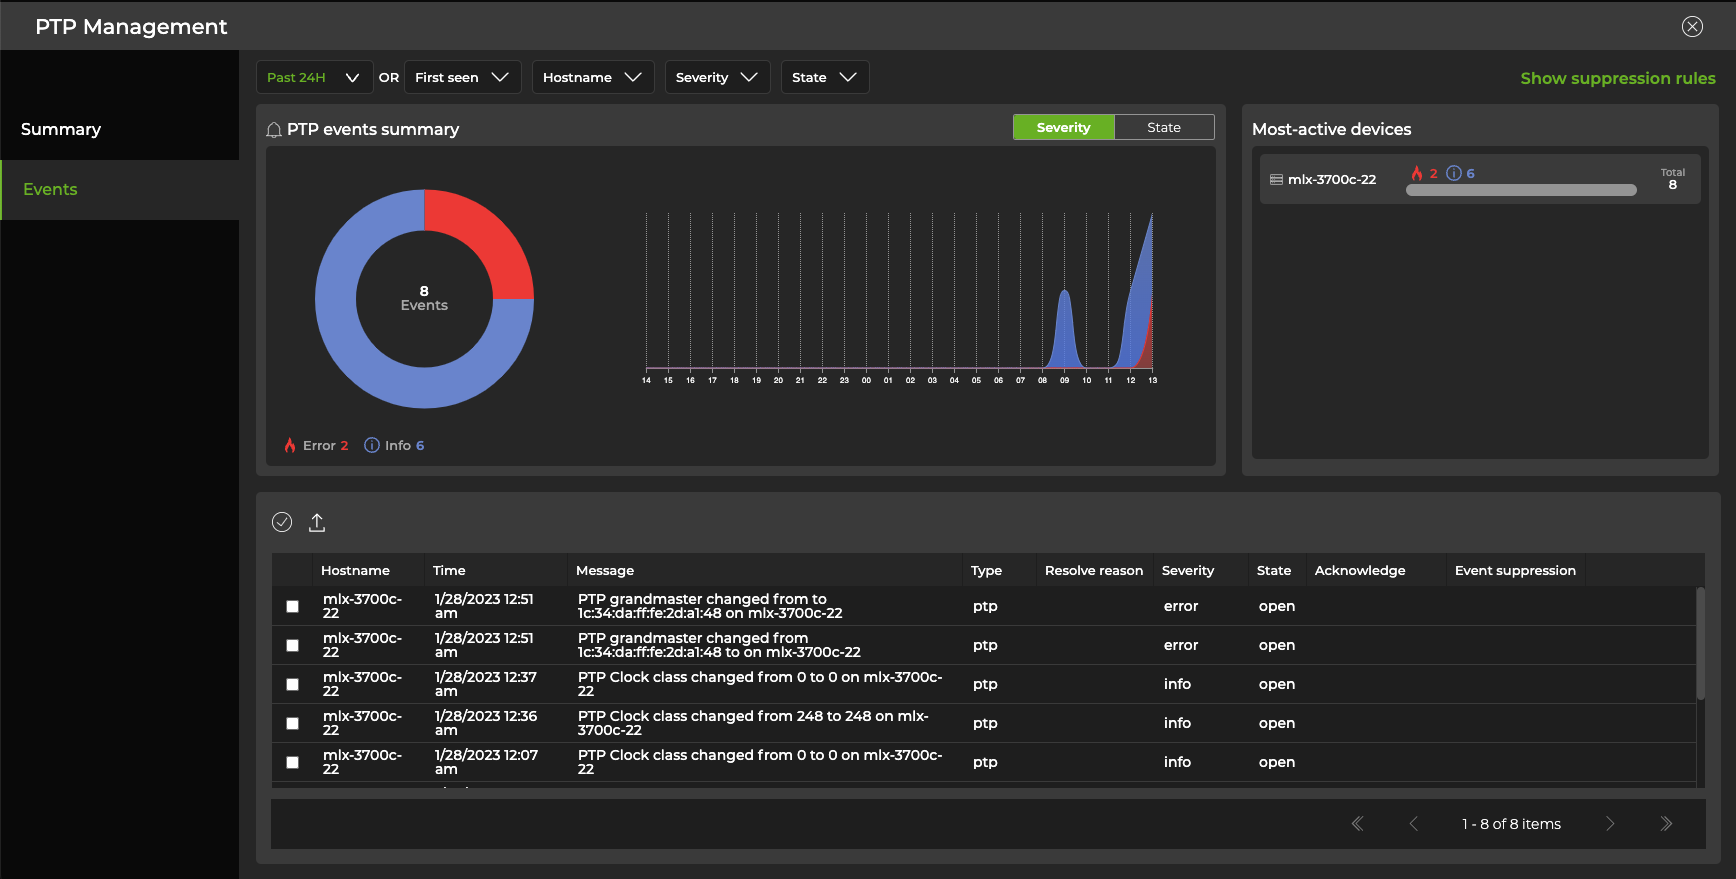 PTP Management
Summary
Events
Past 24H OR First seen Hostname Severity State Show suppression rules
PTP events summary Severity State
8
Events
14 15 16 17 18 19 20 21 22 23 00 01 02 03 04 05 06 07 08 09 10 11 12 13
Error 2 Info 6
Most-active devices
mlx-3700c-22 2 6 Total
8
Hostname Time Message Type Resolve reason Severity State Acknowledge Event suppression
mlx-3700c-
22
1/28/2023 12:51
am
PTP grandmaster changed from to
1c:34:da:ff:fe:2d:a1:48 on mlx-3700c-22
ptp error open
mlx-3700c-
22
1/28/2023 12:51
am
PTP grandmaster changed from
1c:34:da:ff:fe:2d:a1:48 to on mlx-3700c-22
ptp error open
mlx-3700c-
22
1/28/2023 12:37
am
PTP Clock class changed from 0 to 0 on mlx-3700c-
22
ptp info open
mlx-3700c-
22
1/28/2023 12:36
am
PTP Clock class changed from 248 to 248 on mlx-
3700c-22
ptp info open
mlx-3700c-
22
1/28/2023 12:07
am
PTP Clock class changed from 0 to 0 on mlx-3700c-
22
ptp info open
1 - 8 of 8 items